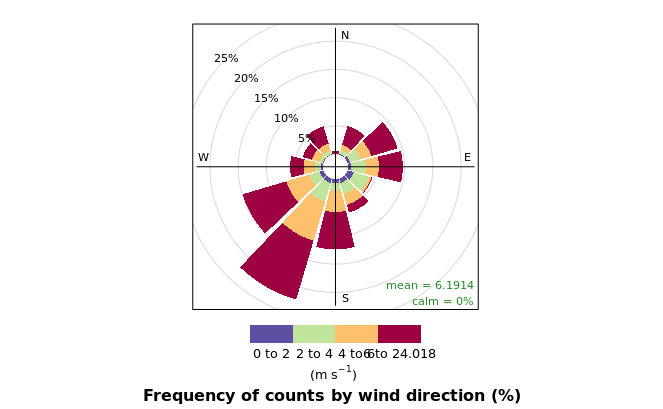 N
25%
20%
15%
10%
5%
W
E
S
mean = 6.1914
calm = 0%
0 to 2 2 to 4 4 to 6 6 to 24.018
(m s⁻¹)
Frequency of counts by wind direction (%)